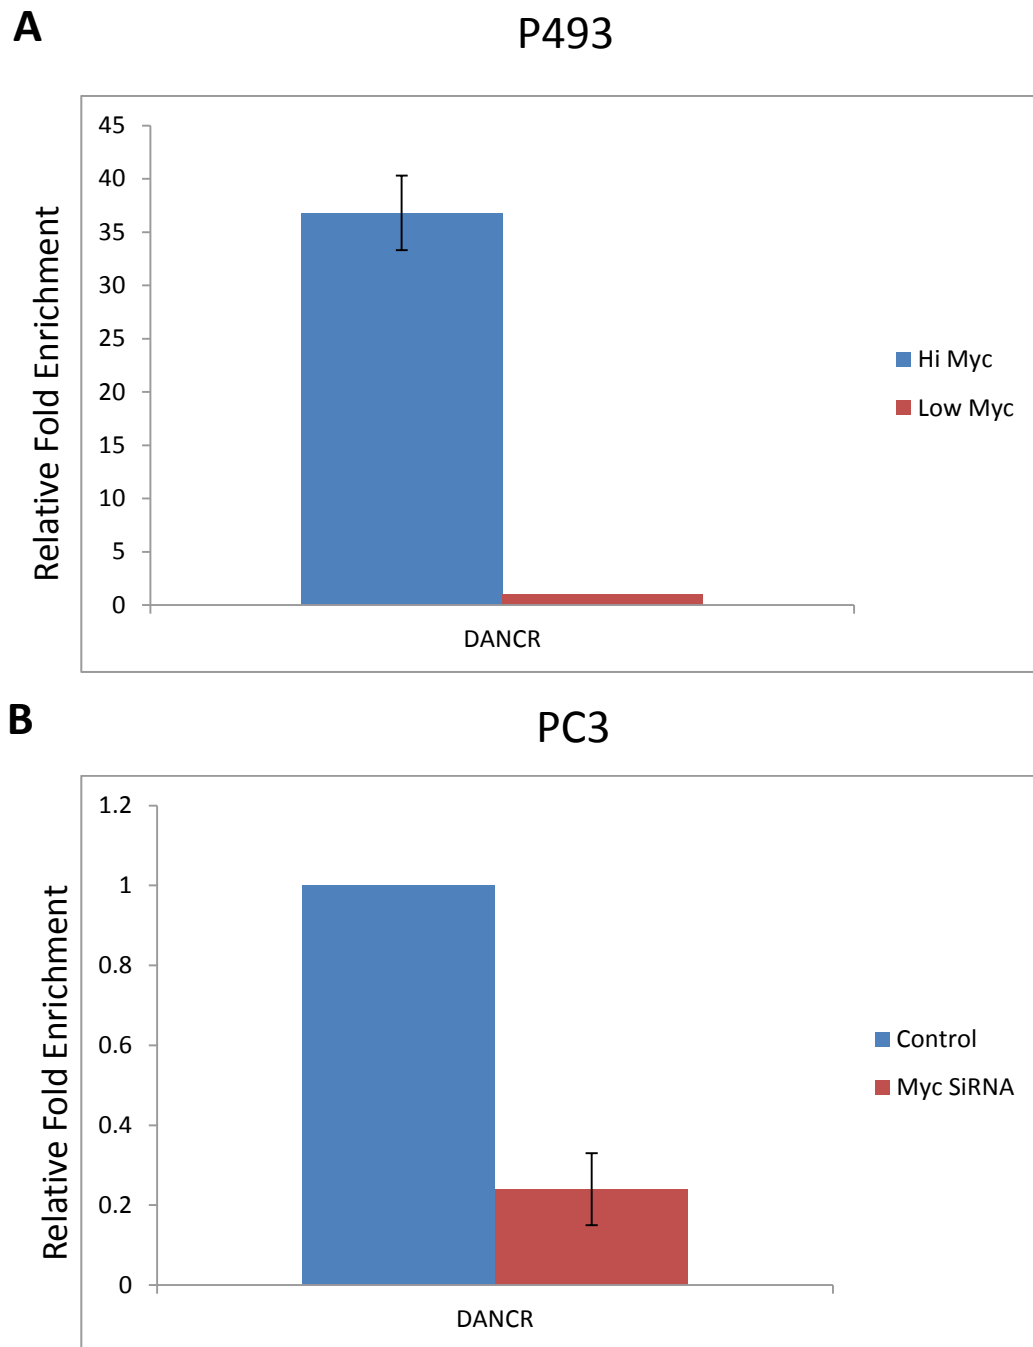 A
P493
Relative Fold Enrichment
45
40
35
30
25
20
15
10
5
0
DANCR
Hi Myc
Low Myc
B
PC3
Relative Fold Enrichment
1.2
1
0.8
0.6
0.4
0.2
0
DANCR
Control
Myc SiRNA